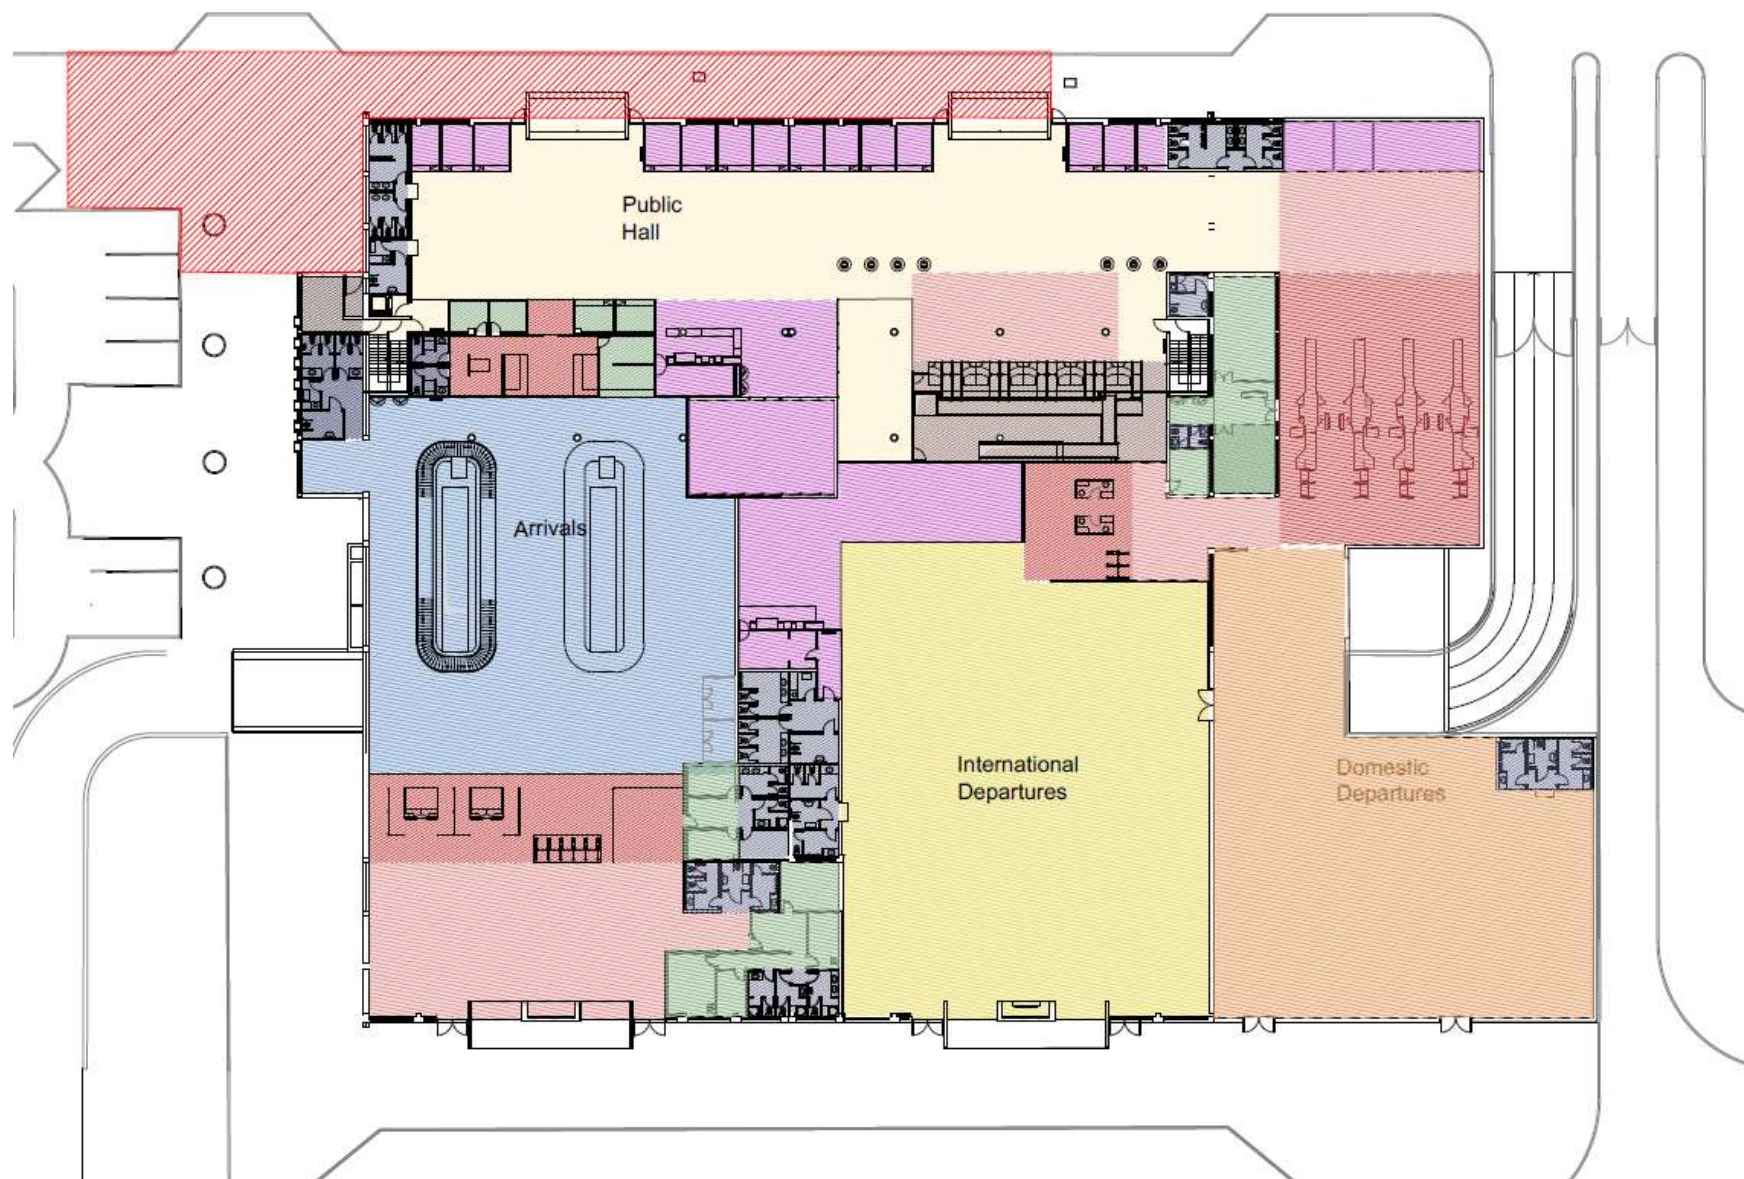 Public
Hall
Arrivals
International
Departures
Domestic
Departures